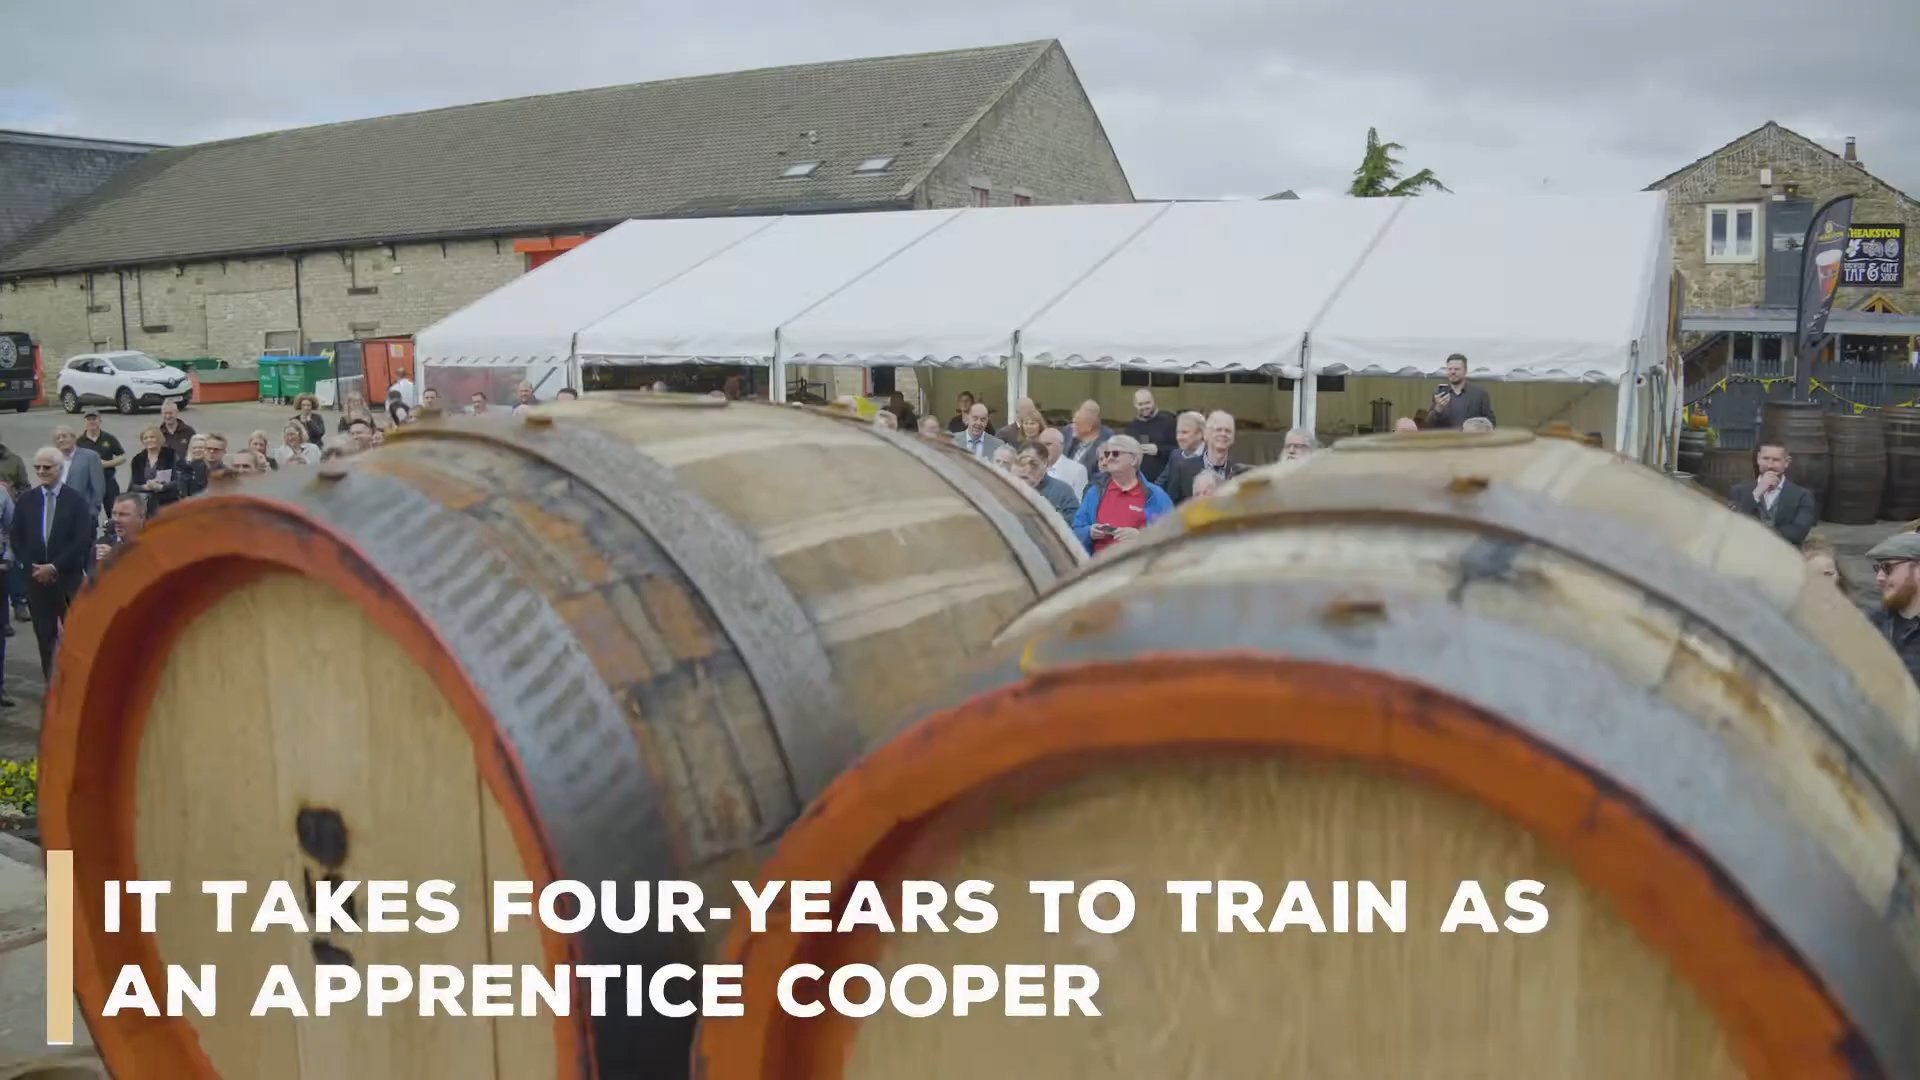 THEAKSTON
TAP & GIFT
SHOP
IT TAKES FOUR-YEARS TO TRAIN AS
AN APPRENTICE COOPER